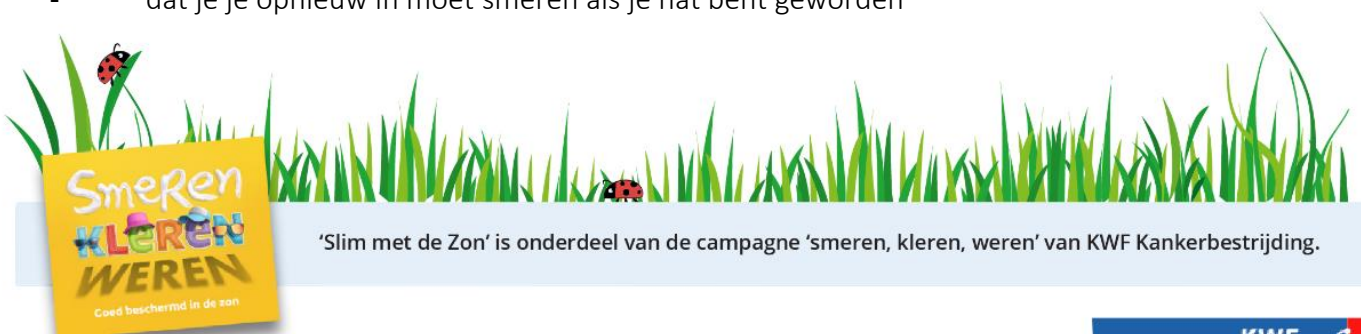 - dat je je opnieuw in moet smeren als je nat bent geworden
SmeRen
KLEREN
WEREN
Goed beschermd in de zon
‘Slim met de Zon’ is onderdeel van de campagne ‘smeren, kleren, weren’ van KWF Kankerbestrijding.
KWF